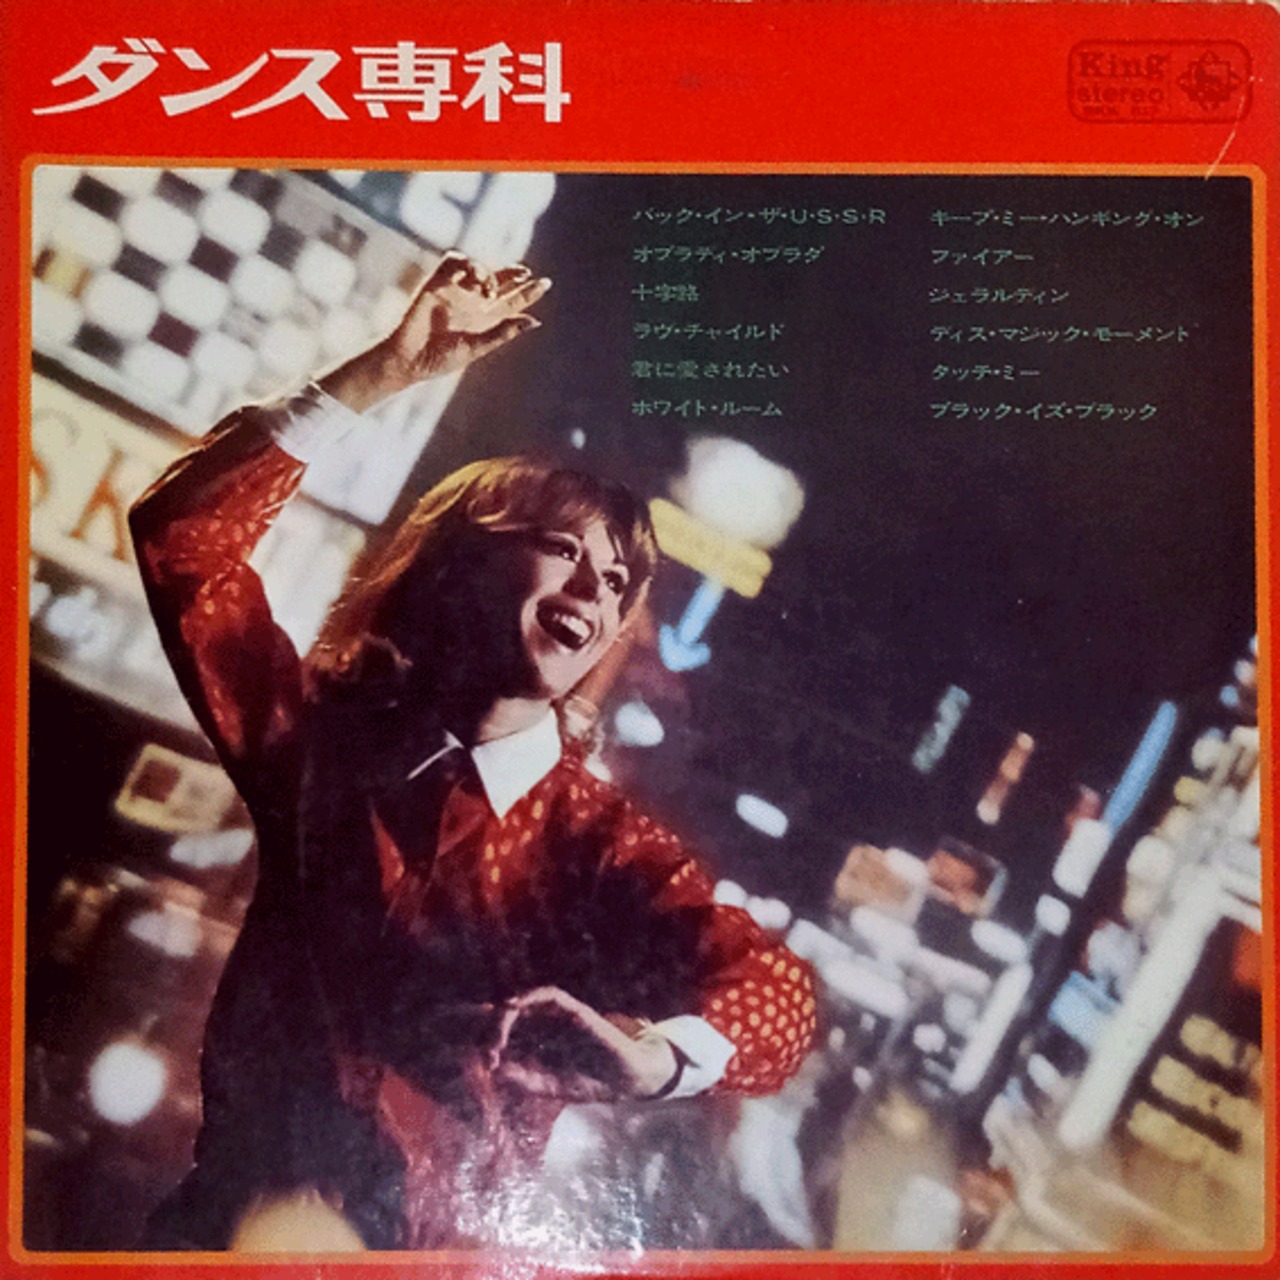 ダンス専科
King
stereo
バック・イン・ザ・U・S・S・R
オブラディ・オブラダ
十字路
ラヴ・チャイルド
君に愛されたい
ホワイト・ルーム
キープ・ミー・ハンギング・オン
ファイアー
ジェラルディン
ディス・マジック・モーメント
タッチ・ミー
ブラック・イズ・ブラック
SK